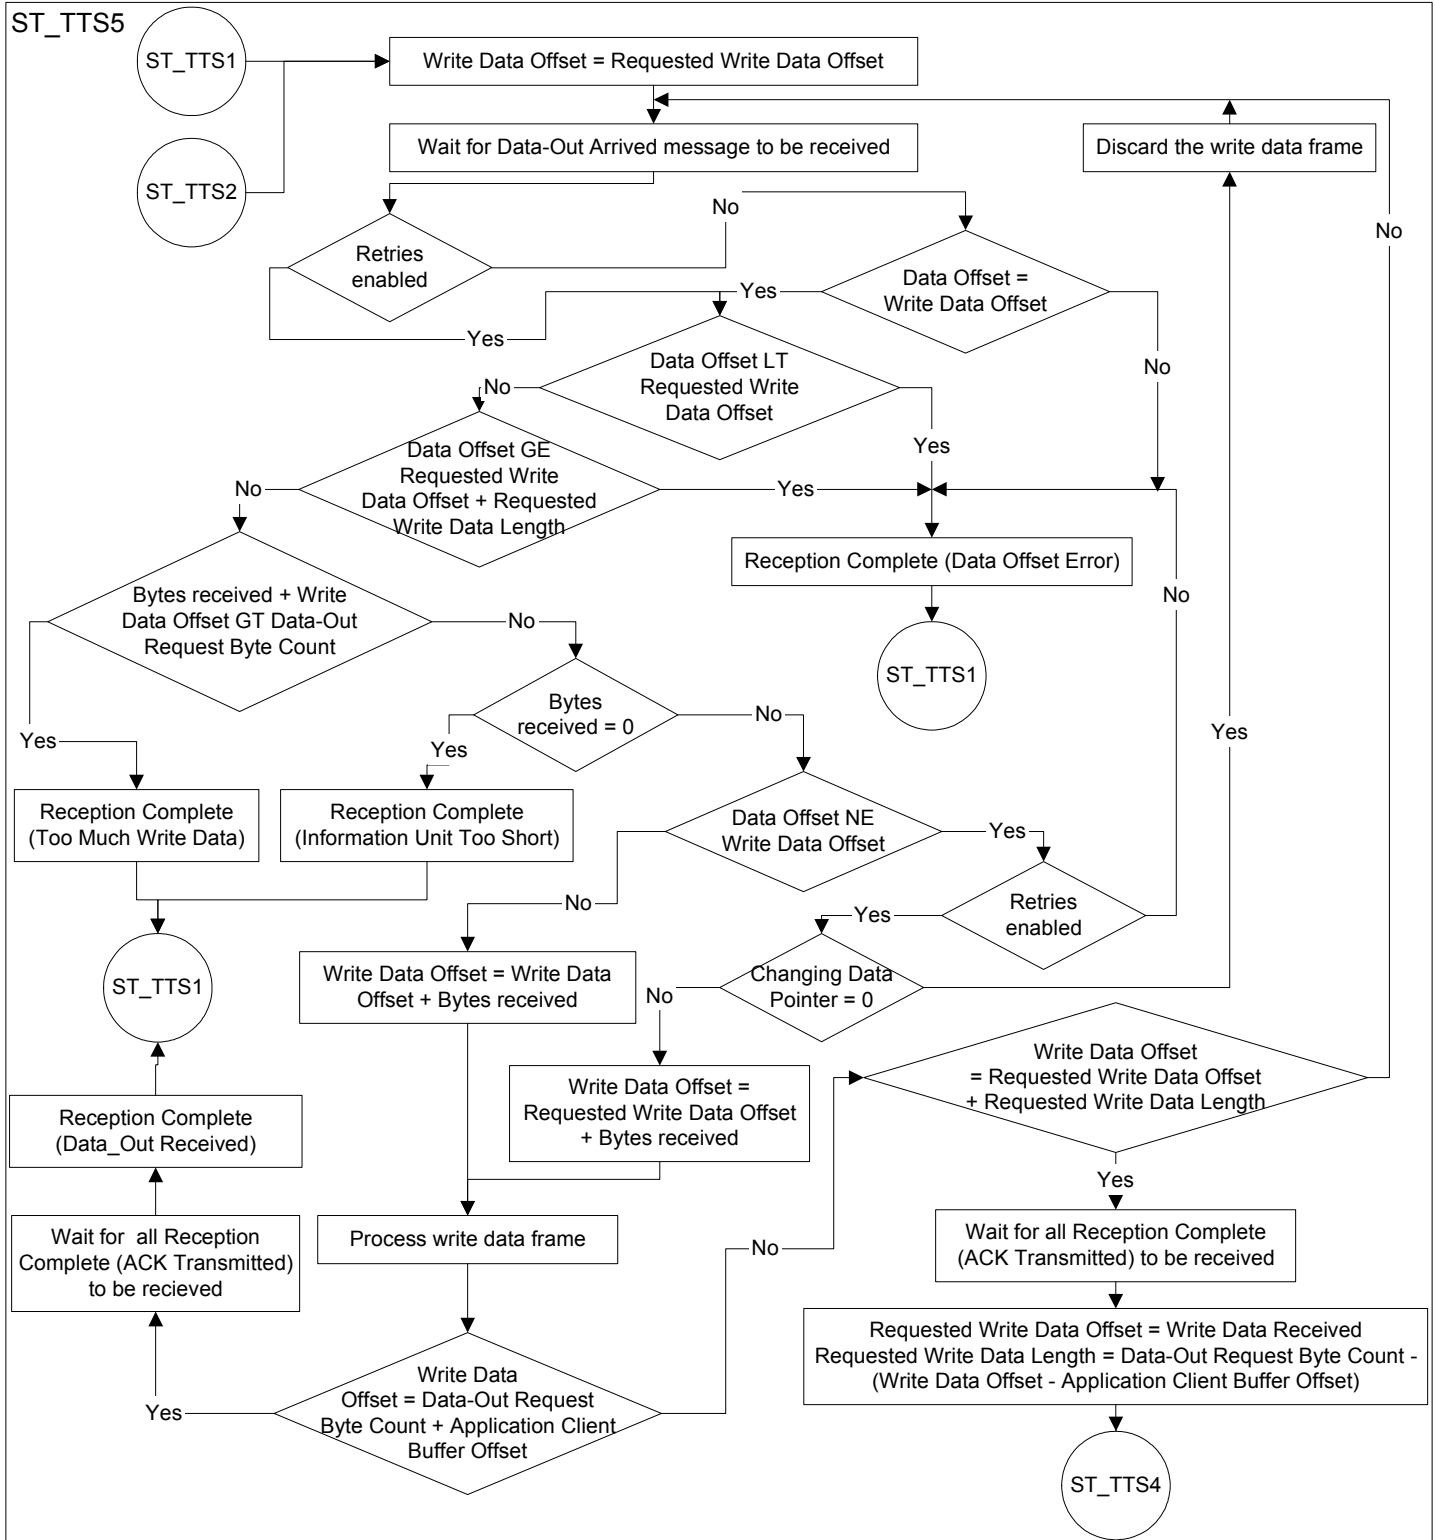 ST_TTS5
ST_TTS1
Write Data Offset = Requested Write Data Offset
Wait for Data-Out Arrived message to be received
Discard the write data frame
ST_TTS2
No
No
Retries
enabled
Data Offset =
Write Data Offset
Yes
Yes
Data Offset LT
Requested Write
Data Offset
No
No
Yes
Data Offset GE
Requested Write
Data Offset + Requested
Write Data Length
No
Yes
Reception Complete (Data Offset Error)
No
Bytes received + Write
Data Offset GT Data-Out
Request Byte Count
No
ST_TTS1
Bytes
received = 0
No
Yes
Yes
Yes
Reception Complete
(Too Much Write Data)
Reception Complete
(Information Unit Too Short)
Data Offset NE
Write Data Offset
Yes
No
Yes
Retries
enabled
ST_TTS1
Write Data Offset = Write Data
Offset + Bytes received
Changing Data
Pointer = 0
No
Write Data Offset
= Requested Write Data Offset
+ Requested Write Data Length
Write Data Offset =
Requested Write Data Offset
+ Bytes received
Reception Complete
(Data_Out Received)
Yes
Wait for  all Reception
Complete (ACK Transmitted)
to be recieved
Process write data frame
No
Wait for all Reception Complete
(ACK Transmitted) to be received
Requested Write Data Offset = Write Data Received
Requested Write Data Length = Data-Out Request Byte Count -
(Write Data Offset - Application Client Buffer Offset)
Write Data
Offset = Data-Out Request
Byte Count + Application Client
Buffer Offset
Yes
ST_TTS4